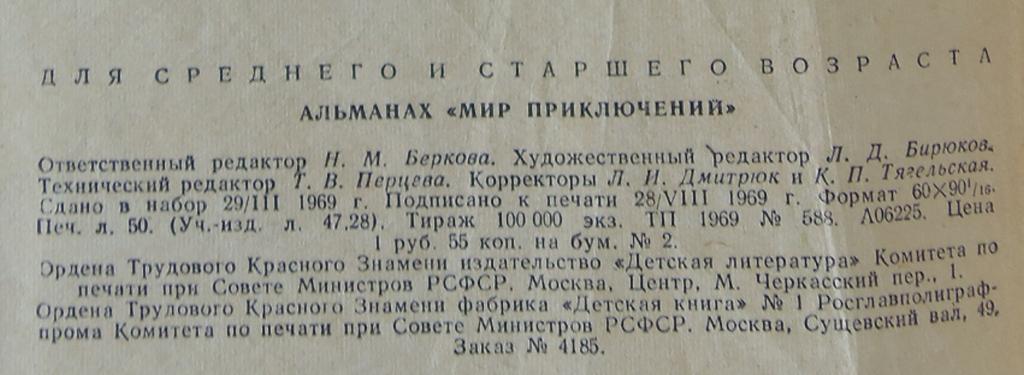 ДЛЯ СРЕДНЕГО И СТАРШЕГО ВОЗРАСТА
АЛЬМАНАХ «МИР ПРИКЛЮЧЕНИЙ»
Ответственный редактор Н. М. Беркова. Художественный редактор Л. Д. Бирюков.
Технический редактор Т. В. Перцева. Корректоры Л. И. Дмитрюк и К. П. Тягельская.
Сдано в набор 29/III 1969 г. Подписано к печати 28/VIII 1969 г. Формат 60×90¹/₁₆.
Печ. л. 50. (Уч.-изд. л. 47,28). Тираж 100 000 экз. ТП 1969 № 588. А06225. Цена
1 руб. 55 коп. на бум. № 2.
Ордена Трудового Красного Знамени издательство «Детская литература» Комитета по
печати при Совете Министров РСФСР. Москва, Центр, М. Черкасский пер., 1.
Ордена Трудового Красного Знамени фабрика «Детская книга» № 1 Росглавполиграф-
прома Комитета по печати при Совете Министров РСФСР. Москва, Сущевский вал, 49.
Заказ № 4185.